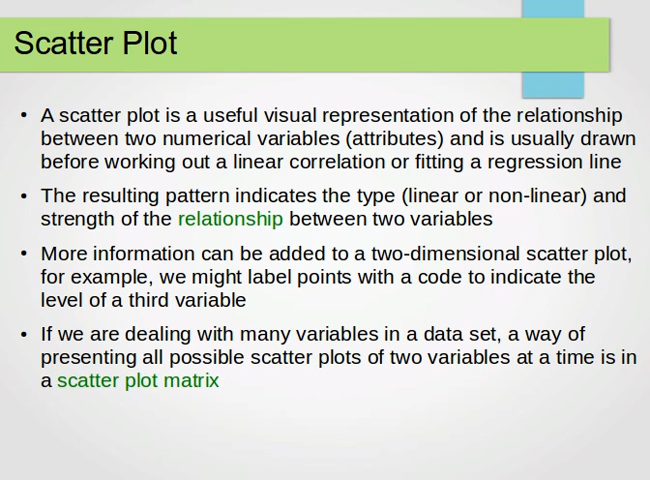 Scatter Plot
• A scatter plot is a useful visual representation of the relationship
between two numerical variables (attributes) and is usually drawn
before working out a linear correlation or fitting a regression line
• The resulting pattern indicates the type (linear or non-linear) and
strength of the relationship between two variables
• More information can be added to a two-dimensional scatter plot,
for example, we might label points with a code to indicate the
level of a third variable
• If we are dealing with many variables in a data set, a way of
presenting all possible scatter plots of two variables at a time is in
a scatter plot matrix